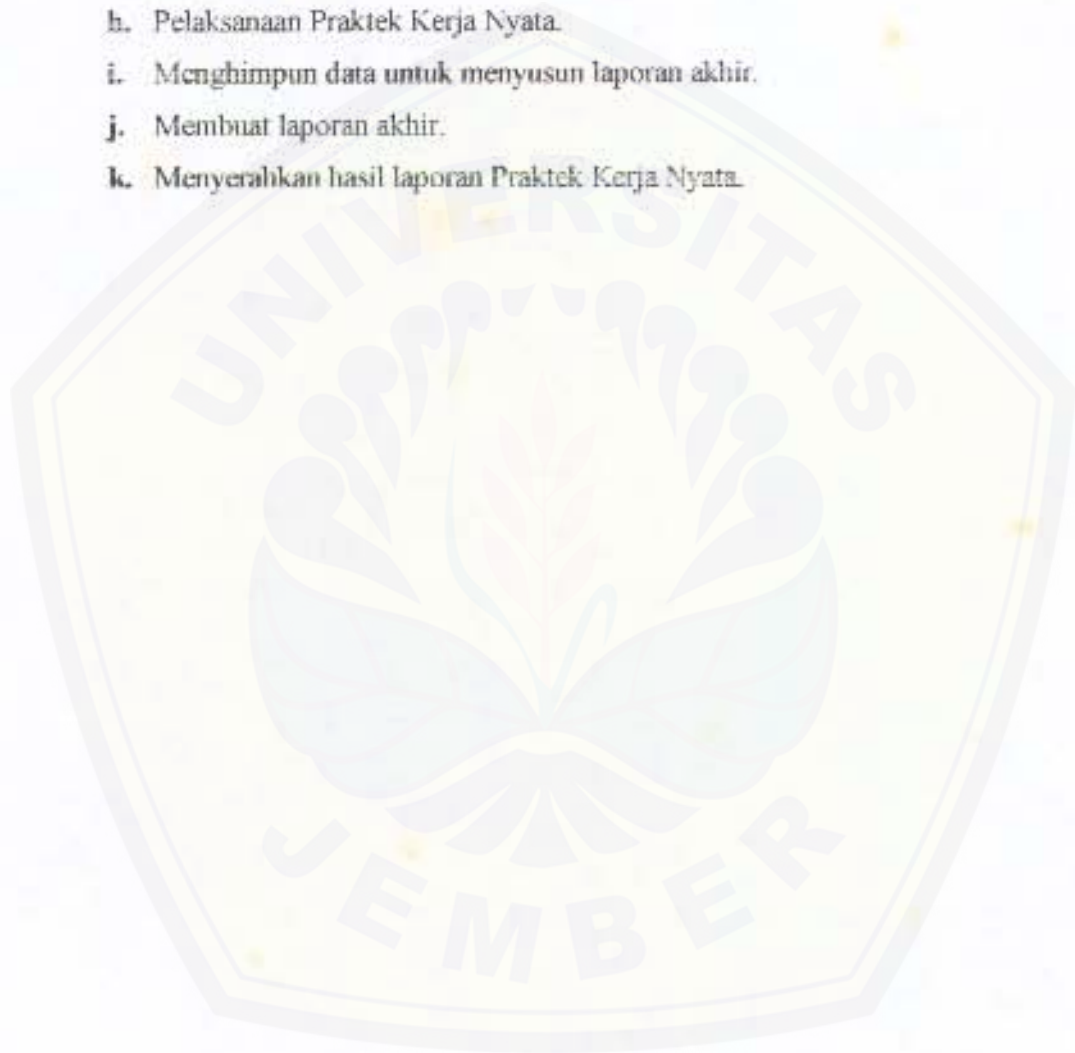 h. Pelaksanaan Praktek Kerja Nyata.
i. Menghimpun data untuk menyusun laporan akhir.
j. Membuat laporan akhir.
k. Menyerahkan hasil laporan Praktek Kerja Nyata.
UNIVERSITAS
JEMBER